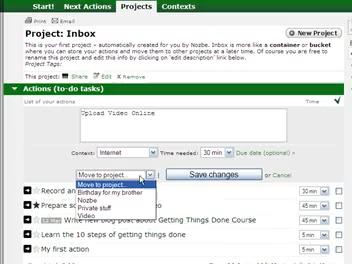 Start! Next Actions Projects Contexts
Print Email
Project: Inbox
New Project
This is your first project - automatically created for you by Nozbe. Inbox is more like a container or bucket
where you can store your actions and move them to other projects at a later time. Of course you are free to
rename this project and edit this info by clicking on 'edit description' link below.
Project Tags:
This project: Share Edit Remove
Actions (to-do tasks)
List of your actions Time
Upload Video Online
Context: Internet Time needed: 30 min Due date (optional) »
Move to project... Save changes or Cancel
Move to project...
Birthday for my brother
Nozbe
Private stuff
Video
Record an 30 min
Prepare s eo 45 min
12 Mar Write new blog post about Getting Things Done Course 45 min
Learn the 10 steps of getting things done 5 min
My first action 5 min